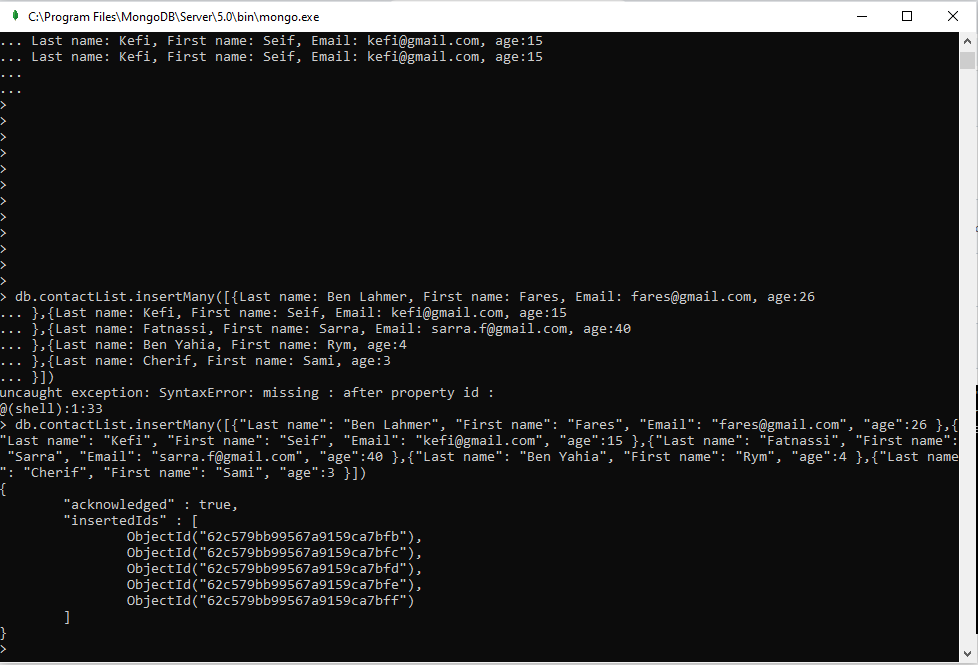 C:\Program Files\MongoDB\Server\5.0\bin\mongo.exe
... Last name: Kefi, First name: Seif, Email: kefi@gmail.com, age:15
... Last name: Kefi, First name: Seif, Email: kefi@gmail.com, age:15
...
...
>
>
>
>
>
>
>
>
>
>
>
>
> db.contactList.insertMany([{Last name: Ben Lahmer, First name: Fares, Email: fares@gmail.com, age:26
... },{Last name: Kefi, First name: Seif, Email: kefi@gmail.com, age:15
... },{Last name: Fatnassi, First name: Sarra, Email: sarra.f@gmail.com, age:40
... },{Last name: Ben Yahia, First name: Rym, age:4
... },{Last name: Cherif, First name: Sami, age:3
... }])
uncaught exception: SyntaxError: missing : after property id :
@(shell):1:33
> db.contactList.insertMany([{"Last name": "Ben Lahmer", "First name": "Fares", "Email": "fares@gmail.com", "age":26 },{
"Last name": "Kefi", "First name": "Seif", "Email": "kefi@gmail.com", "age":15 },{"Last name": "Fatnassi", "First name":
"Sarra", "Email": "sarra.f@gmail.com", "age":40 },{"Last name": "Ben Yahia", "First name": "Rym", "age":4 },{"Last name
": "Cherif", "First name": "Sami", "age":3 }])
{
"acknowledged" : true,
"insertedIds" : [
ObjectId("62c579bb99567a9159ca7bfb"),
ObjectId("62c579bb99567a9159ca7bfc"),
ObjectId("62c579bb99567a9159ca7bfd"),
ObjectId("62c579bb99567a9159ca7bfe"),
ObjectId("62c579bb99567a9159ca7bff")
]
}
>